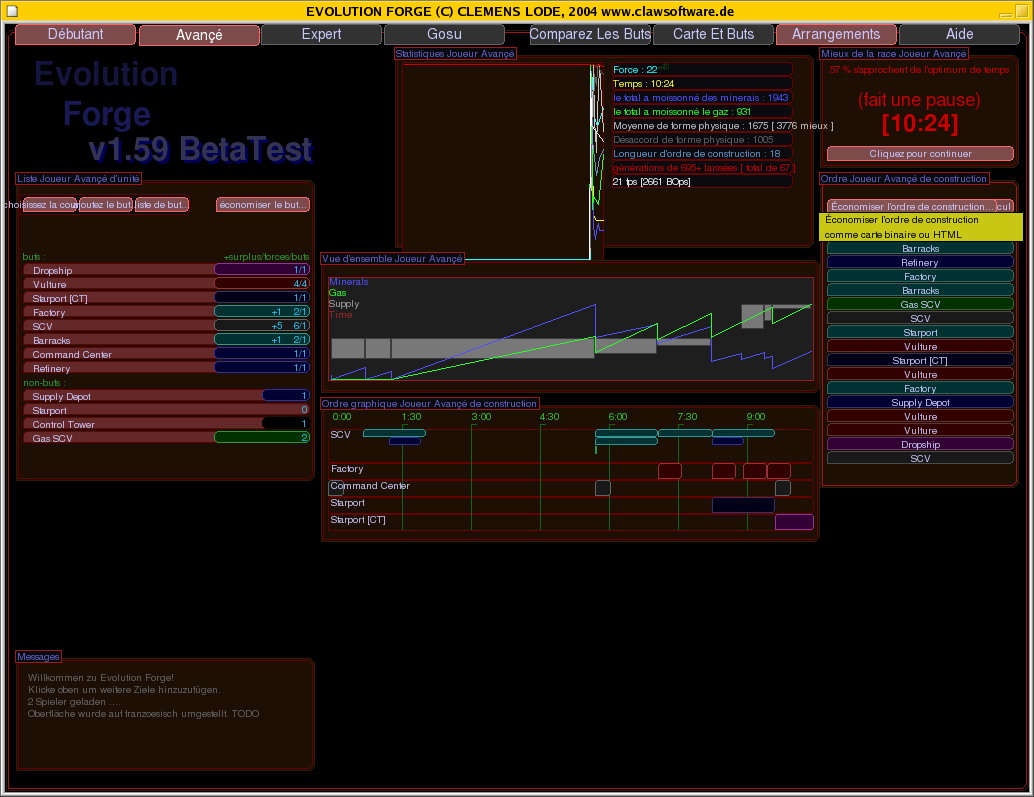 EVOLUTION FORGE (C) CLEMENS LODE, 2004 www.clawsoftware.de
Débutant
Avançé
Expert
Gosu
Comparez Les Buts
Carte Et Buts
Arrangements
Aide
Evolution
Forge
v1.59 BetaTest
Statistiques Joueur Avançé
Force : 22
Temps : 10:24
le total a moissonné des minerais : 1943
le total a moissonné le gaz : 931
Moyenne de forme physique : 1675 [ 3776 mieux ]
Désaccord de forme physique : 1005
Longueur d'ordre de construction : 18
générations de 695+ laissées [ total de 67 ]
21 fps [2661 BOps]
Mieux de la race Joueur Avançé
57 % s'approchent de l'optimum de temps
(fait une pause)
[10:24]
Cliquez pour continuer
Liste Joueur Avançé d'unité
choisissez la cour
ajoutez le but
liste de but...
économiser le but...
buts :
+surplus/forces/buts
Dropship 1/1
Vulture 4/4
Starport [CT] 1/1
Factory +1 2/1
SCV +5 6/1
Barracks +1 2/1
Command Center 1/1
Refinery 1/1
non-buts :
Supply Depot 1
Starport 0
Control Tower 1
Gas SCV 2
Vue d'ensemble Joueur Avançé
Minerals
Gas
Supply
Time
Ordre graphique Joueur Avançé de construction
0:00 1:30 3:00 4:30 6:00 7:30 9:00
SCV
Factory
Command Center
Starport
Starport [CT]
Ordre Joueur Avançé de construction
Économiser l'ordre de construction... cul
Économiser l'ordre de construction
comme carte binaire ou HTML
Barracks
Refinery
Factory
Barracks
Gas SCV
SCV
Starport
Vulture
Starport [CT]
Vulture
Factory
Supply Depot
Vulture
Vulture
Dropship
SCV
Messages
Willkommen zu Evolution Forge!
Klicke oben um weitere Ziele hinzuzufügen.
2 Spieler geladen ....
Oberfläche wurde auf franzoesisch umgestellt. TODO